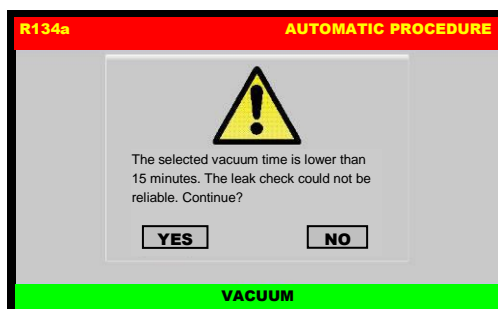 R134a AUTOMATIC PROCEDURE
The selected vacuum time is lower than
15 minutes. The leak check could not be
reliable. Continue?
YES NO
VACUUM